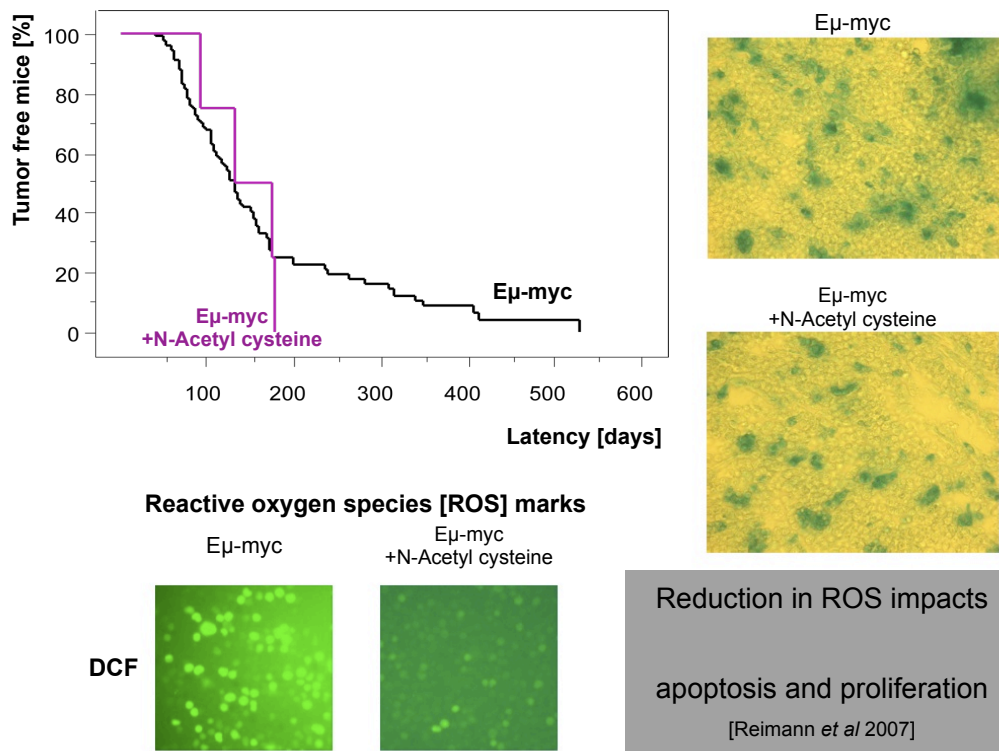 Tumor free mice [%]
100
80
60
40
20
0
Eµ-myc
+N-Acetyl cysteine
Eµ-myc
100 200 300 400 500 600
Latency [days]
Eµ-myc
Eµ-myc
+N-Acetyl cysteine
Reactive oxygen species [ROS] marks
Eµ-myc
Eµ-myc
+N-Acetyl cysteine
DCF
Reduction in ROS impacts
apoptosis and proliferation
[Reimann et al 2007]